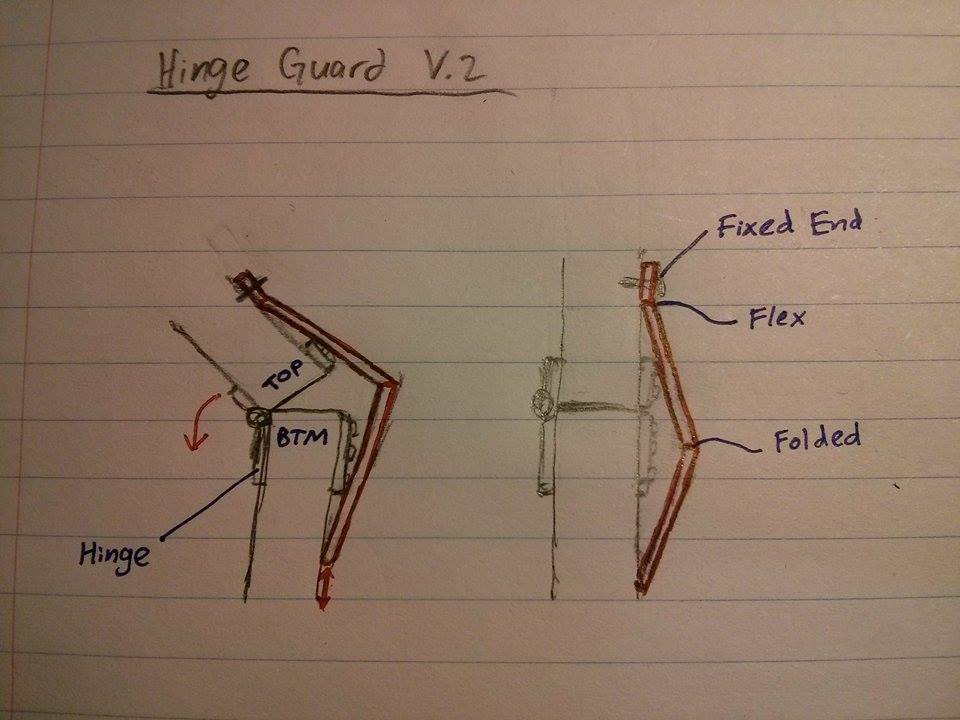 Hinge Guard V.2
Fixed End
Flex
TOP
BTM
Folded
Hinge